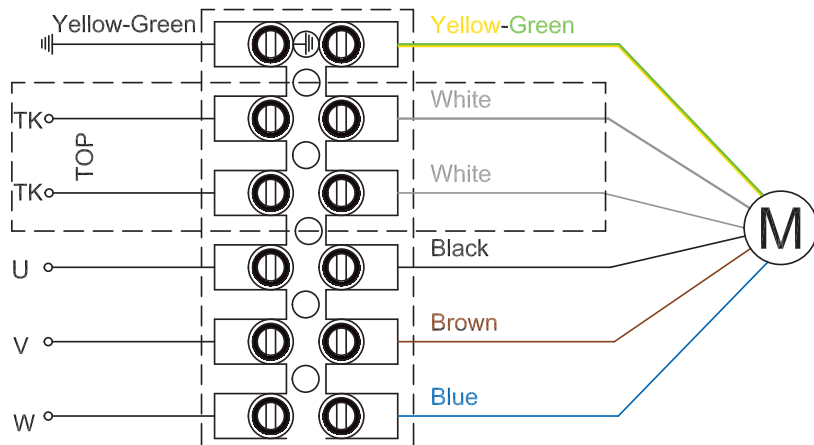 Yellow-Green
Yellow-Green
TK
White
TOP
TK
White
U
Black
V
Brown
W
Blue
M